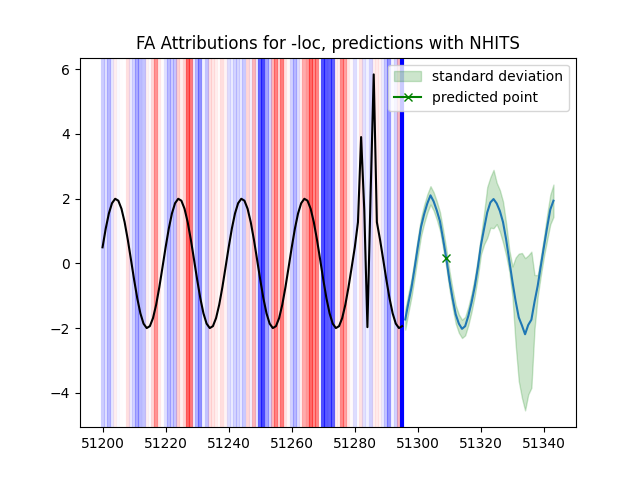 FA Attributions for -loc, predictions with NHITS
standard deviation
predicted point
6
4
2
0
−2
−4
51200 51220 51240 51260 51280 51300 51320 51340